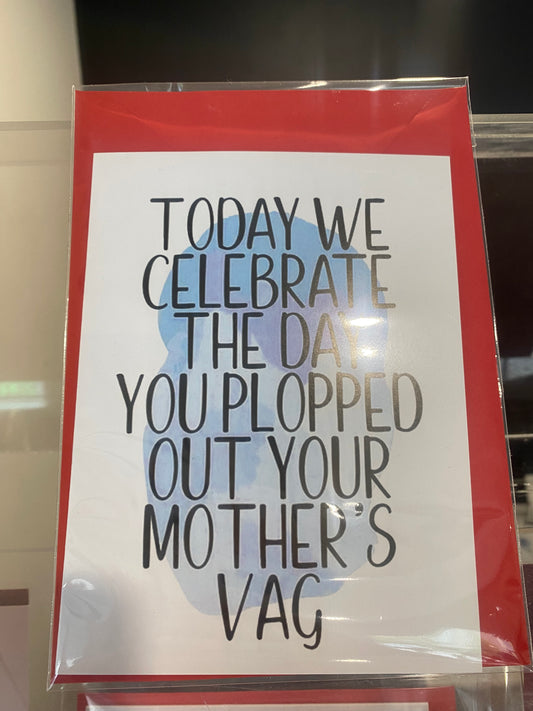 TODAY WE
CELEBRATE
THE DAY
YOU PLOPPED
OUT YOUR
MOTHER'S
VAG